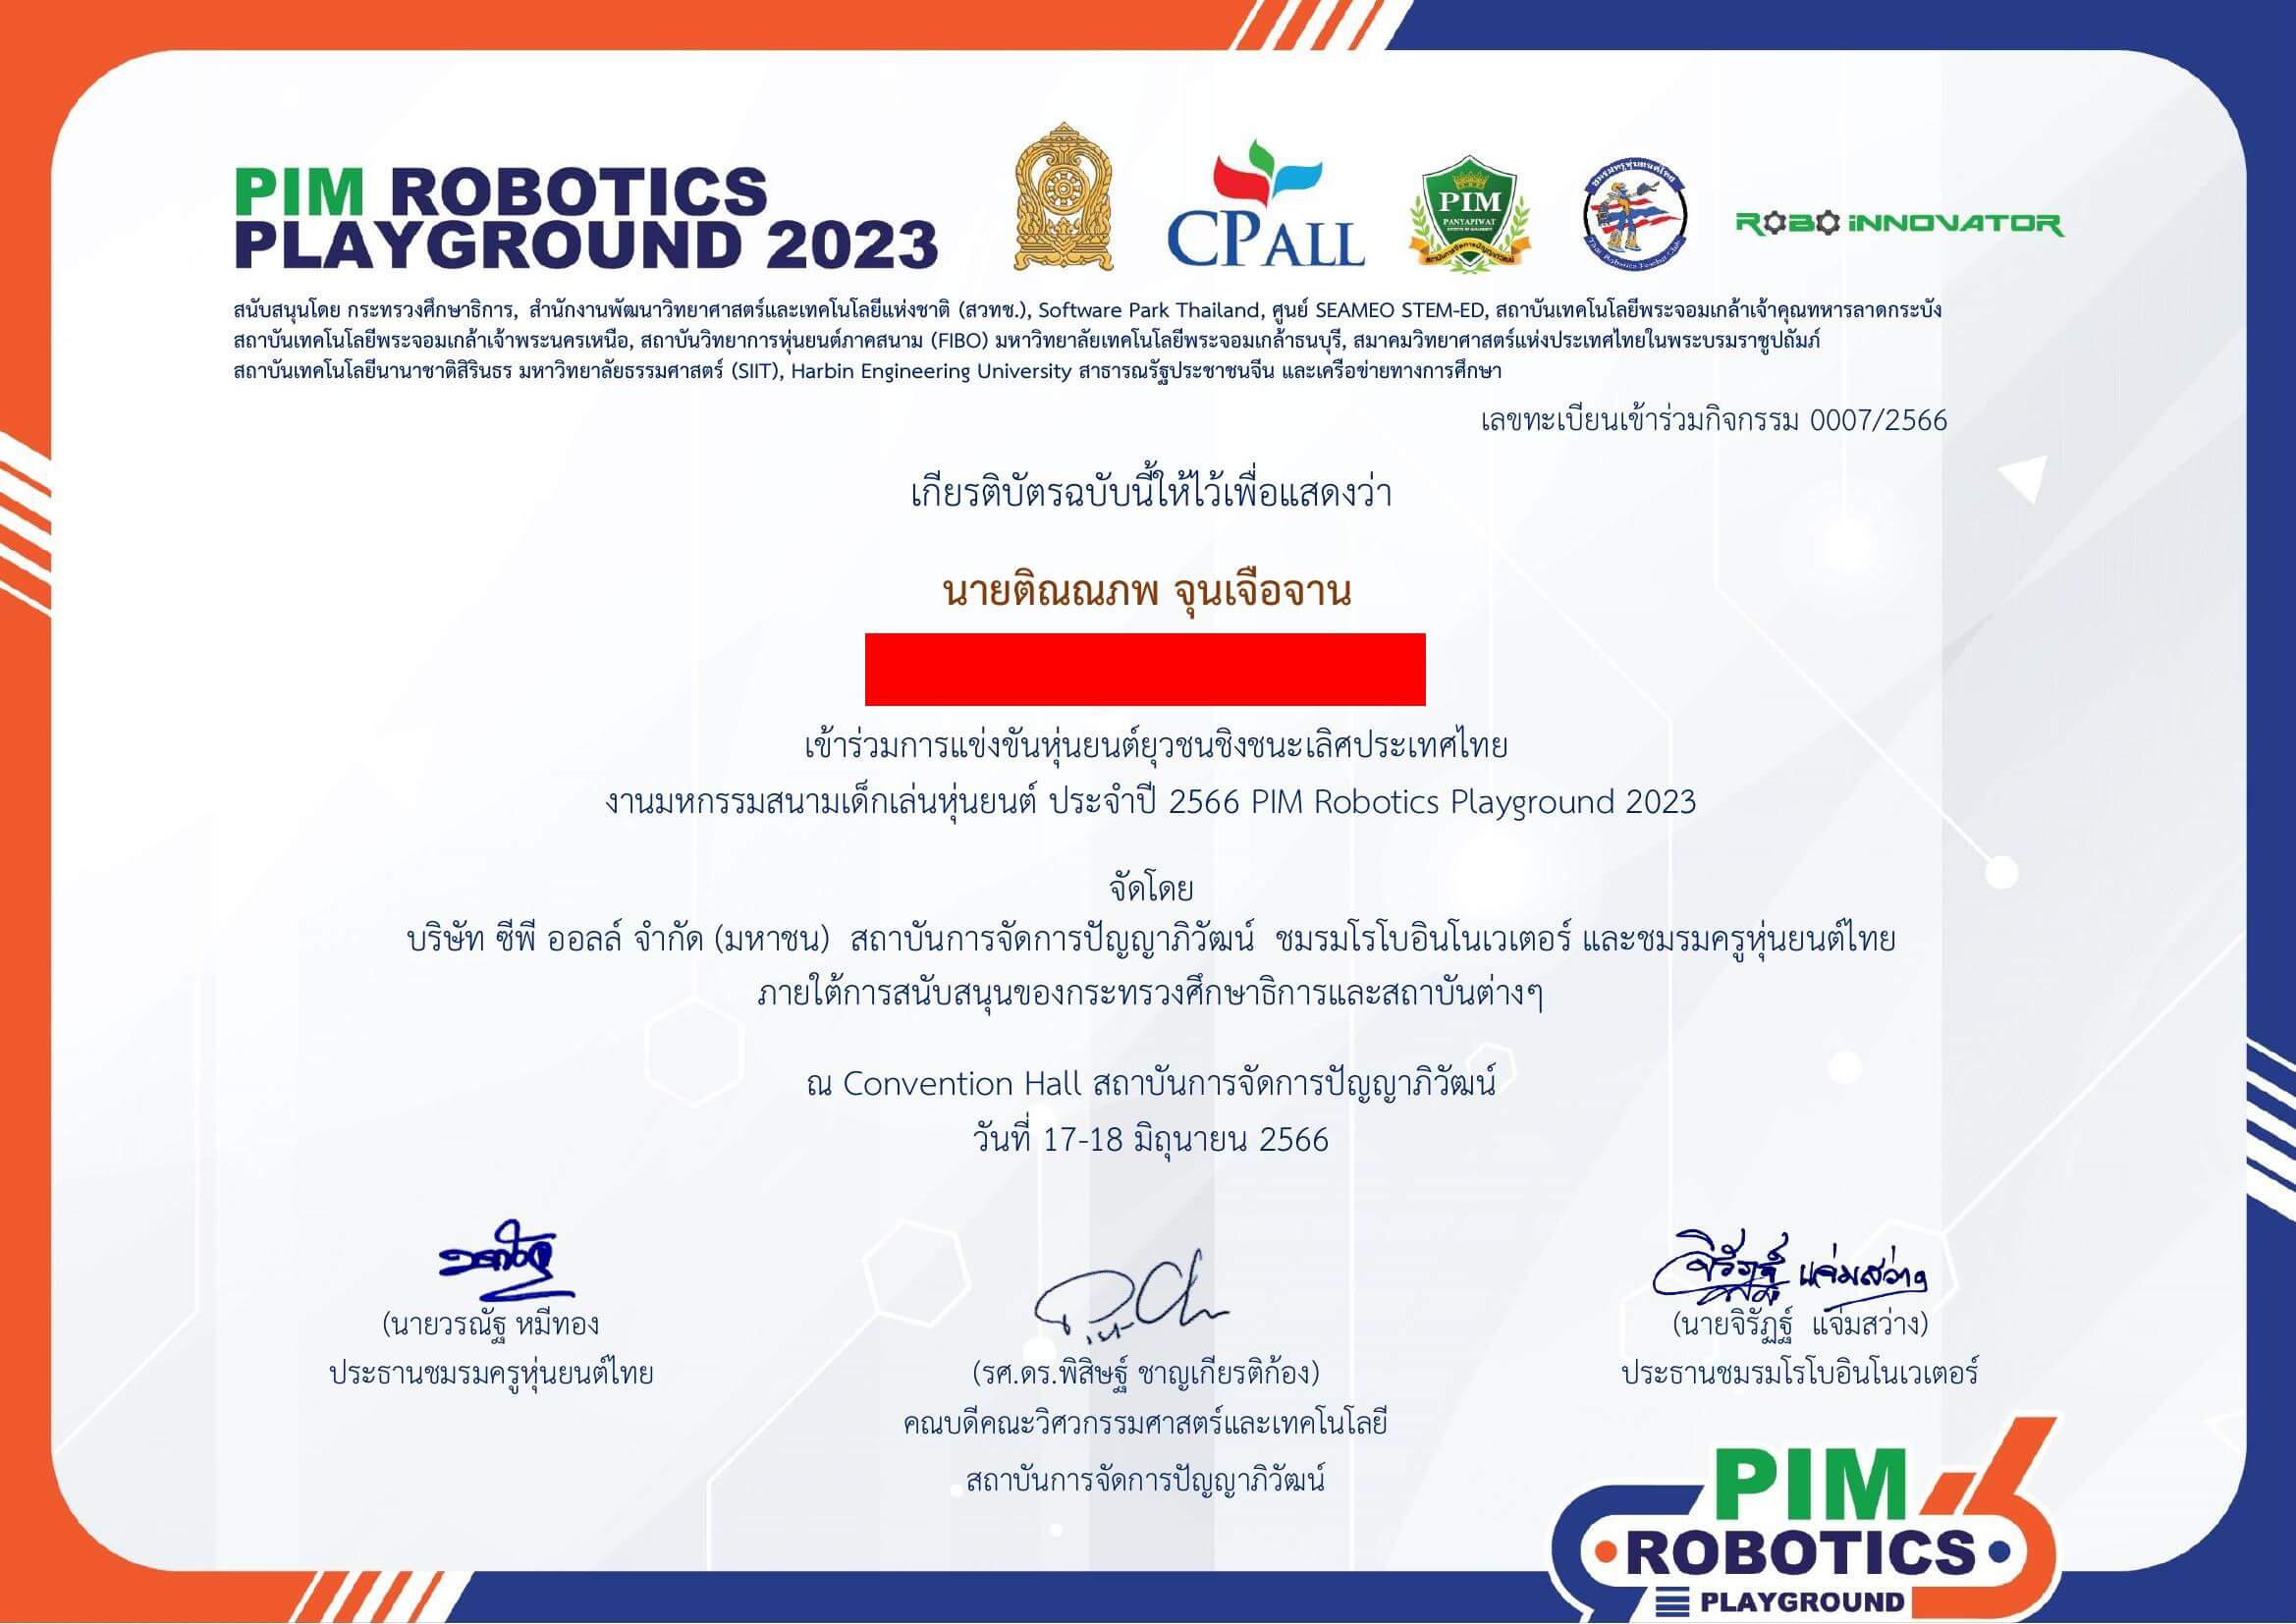 PIM ROBOTICS
PLAYGROUND 2023
CPALL
PIM
PANYAPIWAT
สถาบันการจัดการปัญญาภิวัฒน์
ชมรมครูหุ่นยนต์ไทย
Thai Robotics Teacher Club
ROBO INNOVATOR
สนับสนุนโดย กระทรวงศึกษาธิการ, สำนักงานพัฒนาวิทยาศาสตร์และเทคโนโลยีแห่งชาติ (สวทช.), Software Park Thailand, ศูนย์ SEAMEO STEM-ED, สถาบันเทคโนโลยีพระจอมเกล้าเจ้าคุณทหารลาดกระบัง
สถาบันเทคโนโลยีพระจอมเกล้าเจ้าพระนครเหนือ, สถาบันวิทยาการหุ่นยนต์ภาคสนาม (FIBO) มหาวิทยาลัยเทคโนโลยีพระจอมเกล้าธนบุรี, สมาคมวิทยาศาสตร์แห่งประเทศไทยในพระบรมราชูปถัมภ์
สถาบันเทคโนโลยีนานาชาติสิรินธร มหาวิทยาลัยธรรมศาสตร์ (SIIT), Harbin Engineering University สาธารณรัฐประชาชนจีน และเครือข่ายทางการศึกษา
เลขทะเบียนเข้าร่วมกิจกรรม 0007/2566
เกียรติบัตรฉบับนี้ให้ไว้เพื่อแสดงว่า
นายติณณภพ จุนเจือจาน
เข้าร่วมการแข่งขันหุ่นยนต์ยุวชนชิงชนะเลิศประเทศไทย
งานมหกรรมสนามเด็กเล่นหุ่นยนต์ ประจำปี 2566 PIM Robotics Playground 2023
จัดโดย
บริษัท ซีพี ออลล์ จำกัด (มหาชน) สถาบันการจัดการปัญญาภิวัฒน์ ชมรมโรโบอินโนเวเตอร์ และชมรมครูหุ่นยนต์ไทย
ภายใต้การสนับสนุนของกระทรวงศึกษาธิการและสถาบันต่างๆ
ณ Convention Hall สถาบันการจัดการปัญญาภิวัฒน์
วันที่ 17-18 มิถุนายน 2566
จิรัฏฐ์ แจ่มสว่าง
(นายวรณัฐ หมีทอง
ประธานชมรมครูหุ่นยนต์ไทย
(รศ.ดร.พิสิษฐ์ ชาญเกียรติก้อง)
คณบดีคณะวิศวกรรมศาสตร์และเทคโนโลยี
สถาบันการจัดการปัญญาภิวัฒน์
(นายจิรัฏฐ์ แจ่มสว่าง)
ประธานชมรมโรโบอินโนเวเตอร์
PIM
ROBOTICS
PLAYGROUND